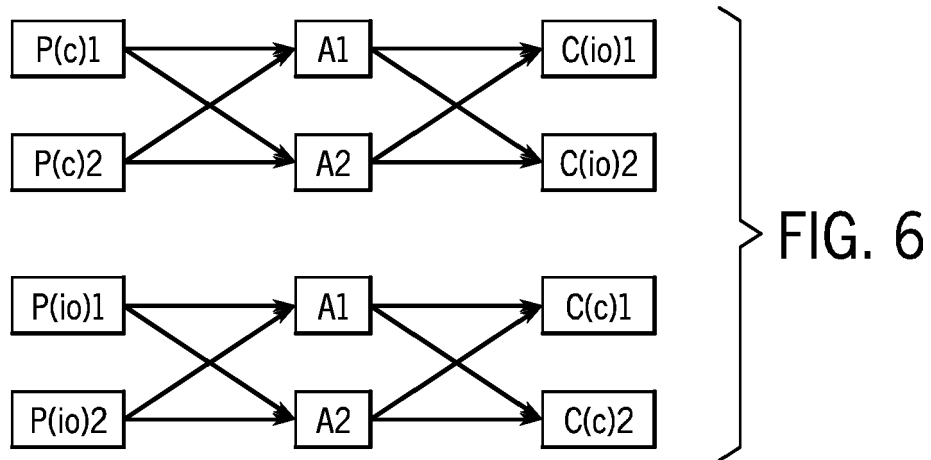 P(c)1 A1 C(io)1
P(c)2 A2 C(io)2
FIG. 6
P(io)1 A1 C(c)1
P(io)2 A2 C(c)2